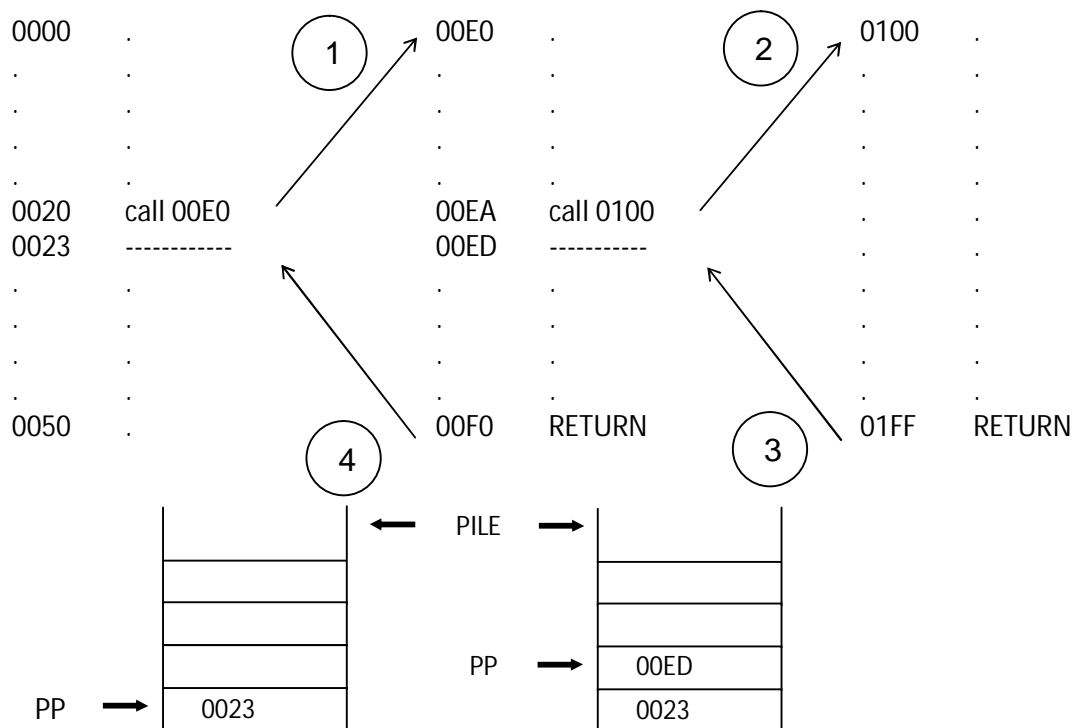 0000 . 1 00E0 . 2 0100 .
. . . . . .
. . . . . .
. . . . . .
. . . . . .
0020 call 00E0 00EA call 0100 . .
0023 ------------ 00ED ----------- . .
. . . . . .
. . . . . .
. . . . . .
. . . . . .
0050 . 00F0 RETURN 01FF RETURN
4 3
PILE
PP 00ED
PP 0023 0023